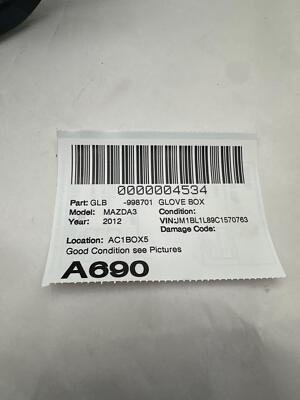 0000004534
Part: GLB -998701 GLOVE BOX
Model: MAZDA3 Condition:
Year: 2012 VIN:JM1BL1L89C1570763
Damage Code:
Location: AC1BOX5
Good Condition see Pictures
A690